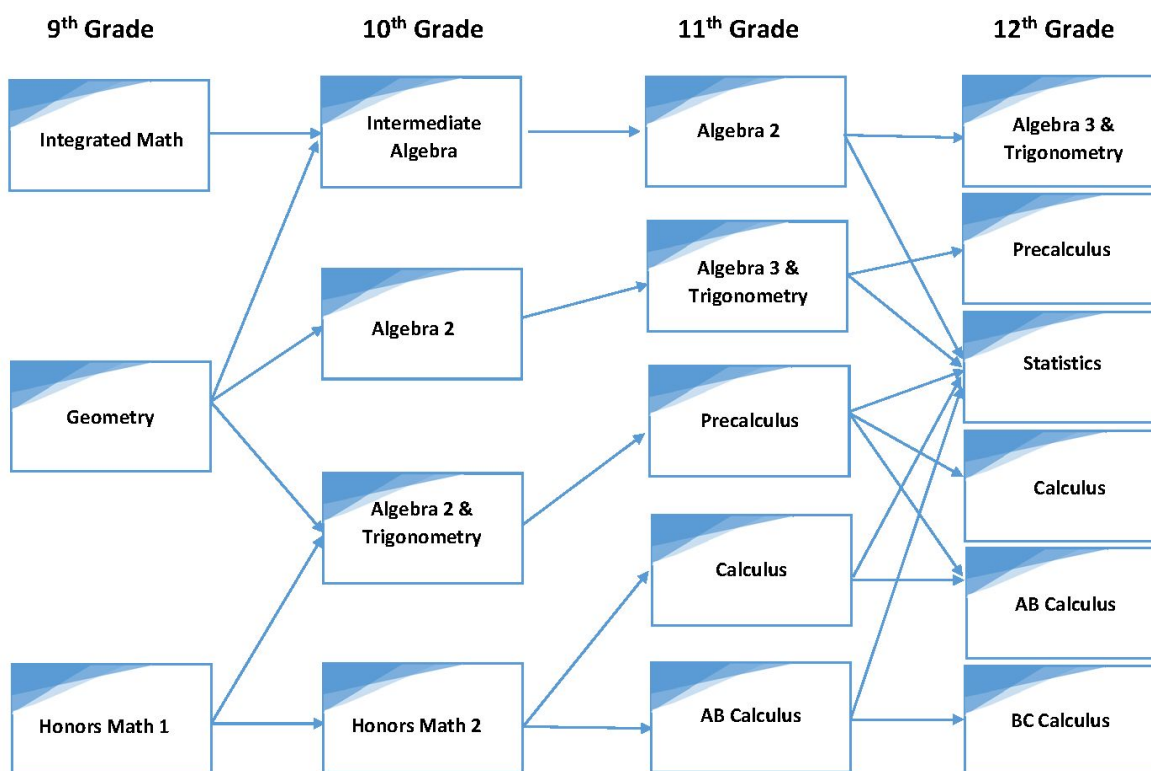 9th Grade
10th Grade
11th Grade
12th Grade
Integrated Math
Geometry
Honors Math 1
Intermediate
Algebra
Algebra 2
Algebra 2 &
Trigonometry
Honors Math 2
Algebra 2
Algebra 3 &
Trigonometry
Precalculus
Calculus
AB Calculus
Algebra 3 &
Trigonometry
Precalculus
Statistics
Calculus
AB Calculus
BC Calculus